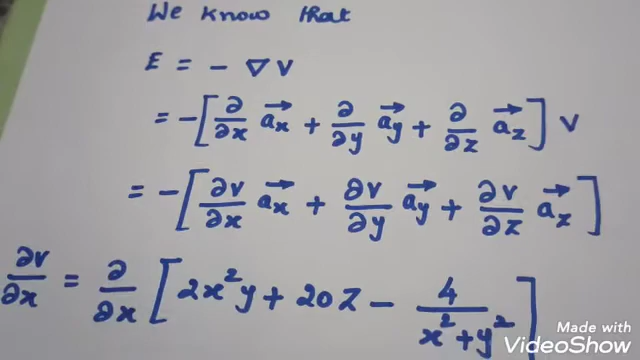 We know that
E = - ∇ V
= -[∂/∂x a⃗x + ∂/∂y a⃗y + ∂/∂z a⃗z] V
= -[∂V/∂x a⃗x + ∂V/∂y a⃗y + ∂V/∂z a⃗z]
∂V/∂x = ∂/∂x [2x²y + 20Z - 4/(x²+y²)]
Made with
VideoShow